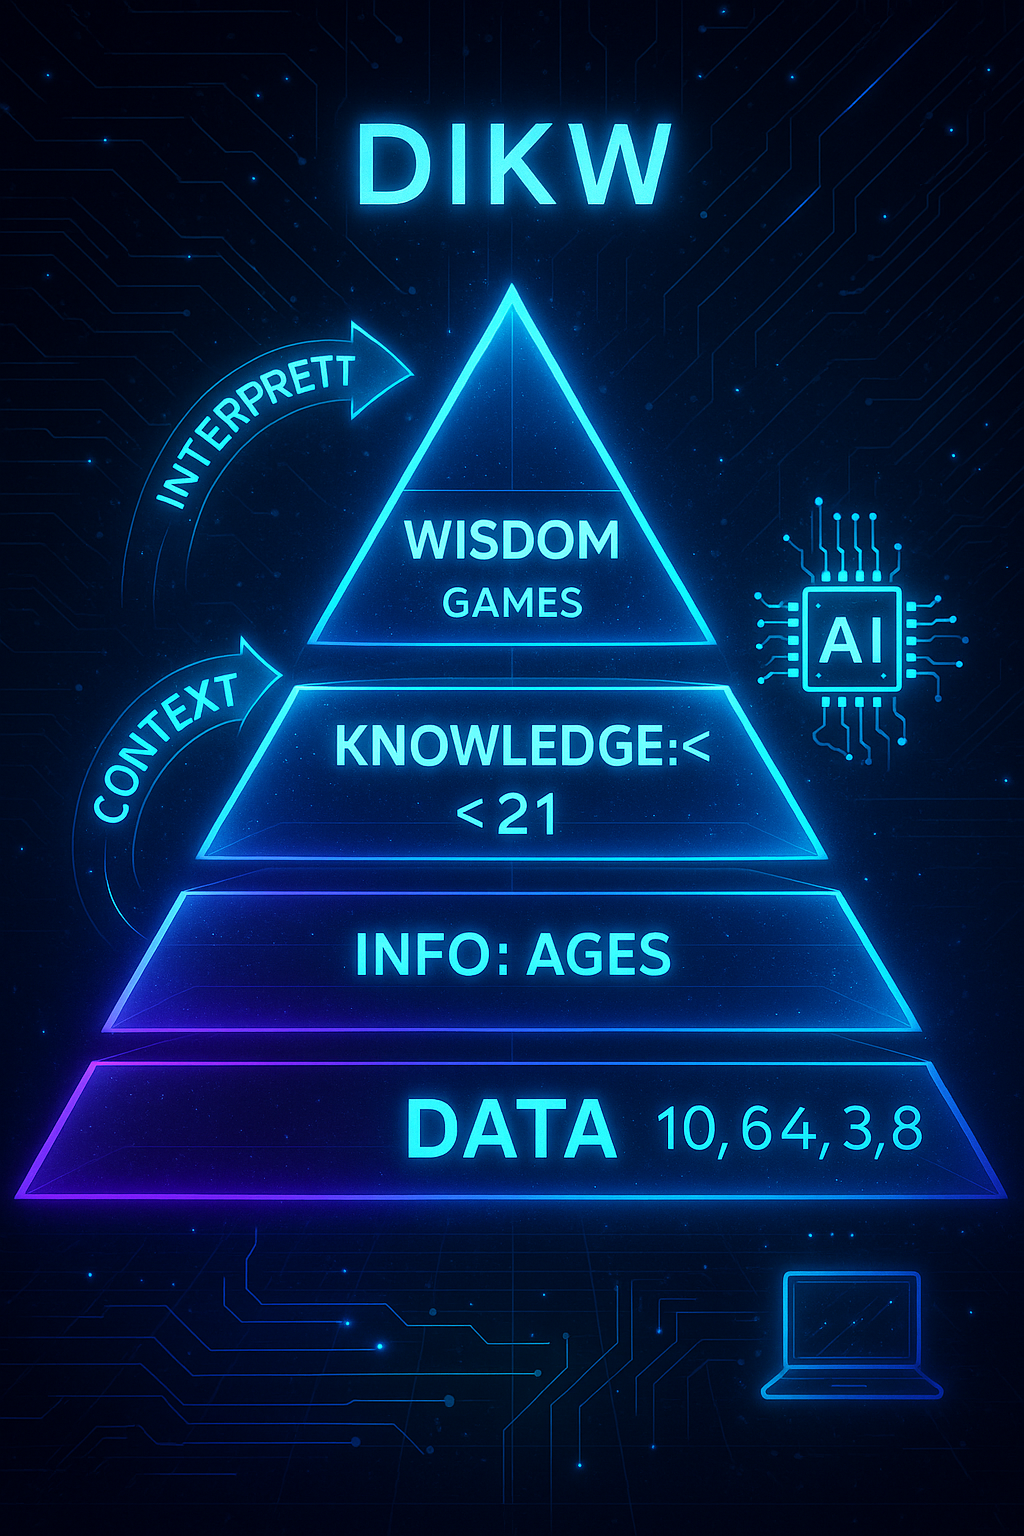 DIKW
INTERPRETT
WISDOM
GAMES
AI
CONTEXT
KNOWLEDGE:<
<21
INFO: AGES
DATA 10,64,3,8